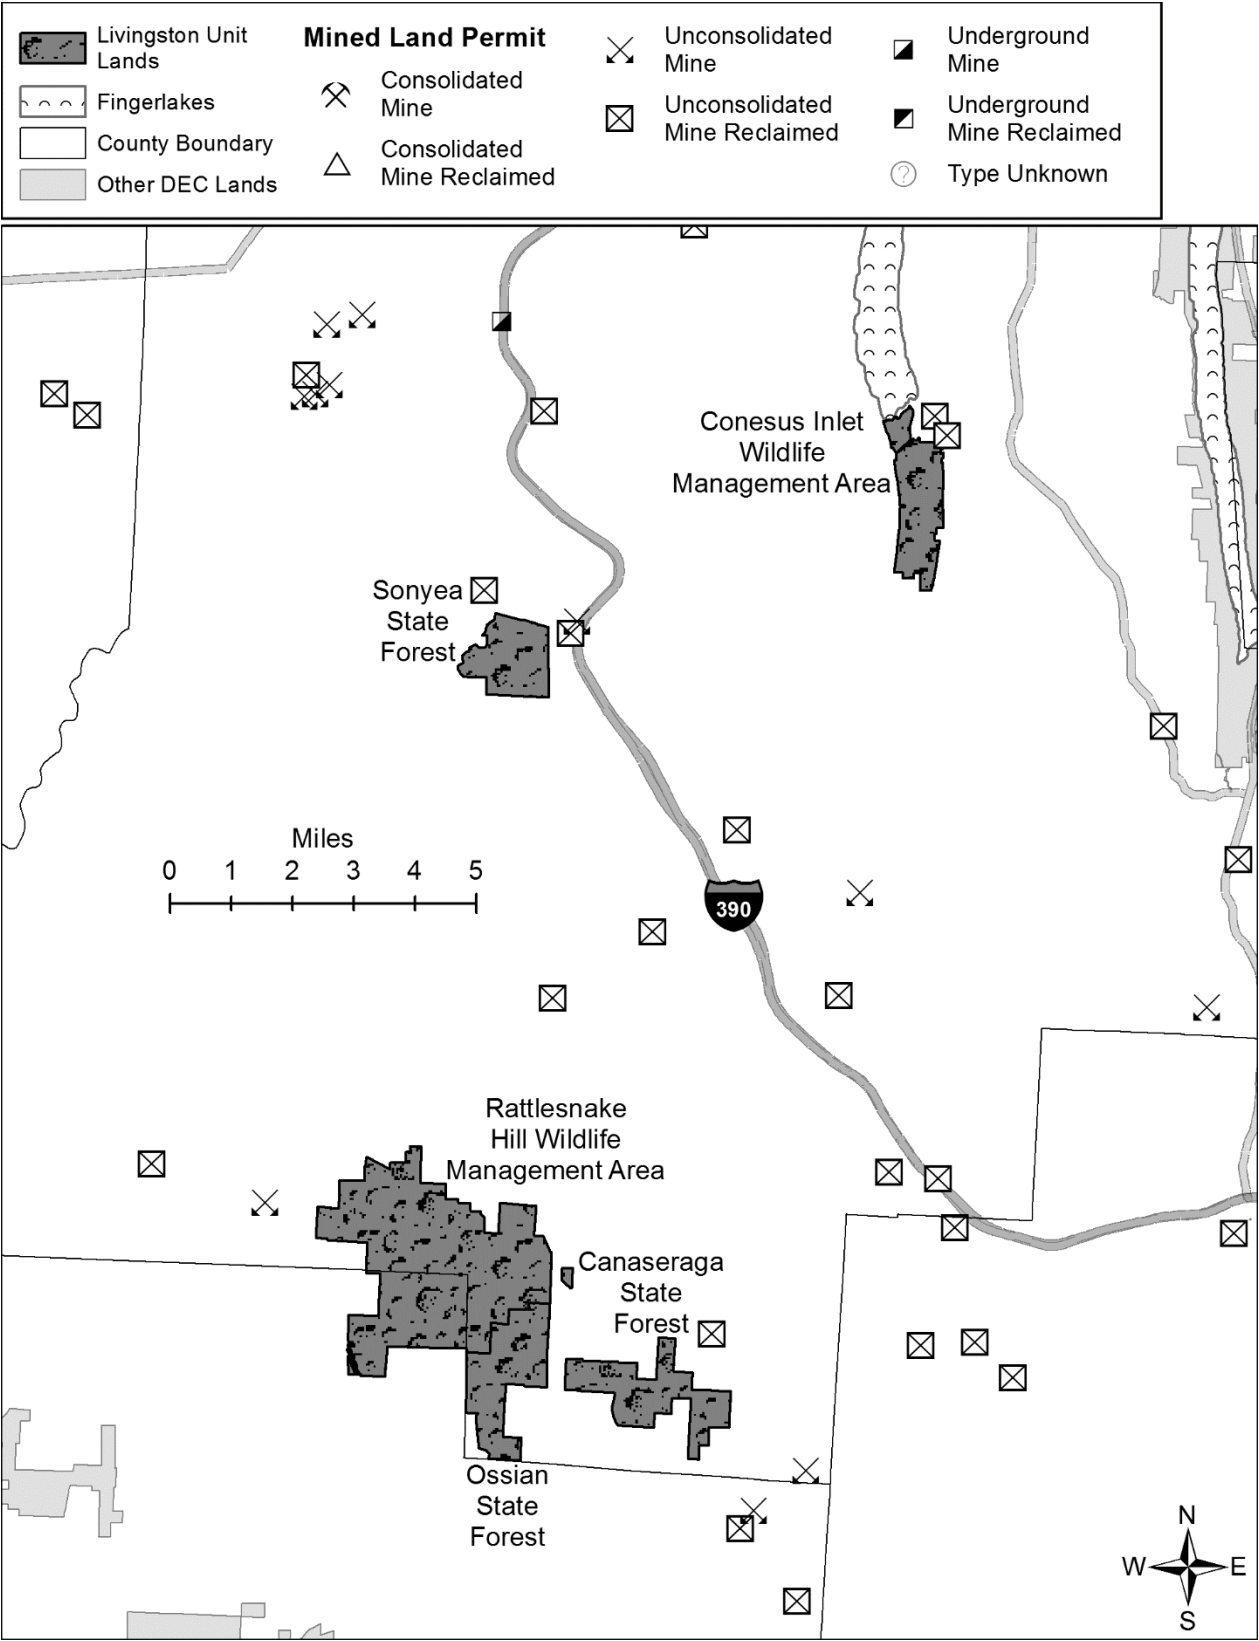 Livingston Unit
Lands
Fingerlakes
County Boundary
Other DEC Lands
Mined Land Permit
Consolidated
Mine
Consolidated
Mine Reclaimed
Unconsolidated
Mine
Unconsolidated
Mine Reclaimed
Underground
Mine
Underground
Mine Reclaimed
?
Type Unknown
Conesus Inlet
Wildlife
Management Area
Sonyea
State
Forest
Miles
0 1 2 3 4 5
390
Rattlesnake
Hill Wildlife
Management Area
Canaseraga
State
Forest
Ossian
State
Forest
N
W E
S